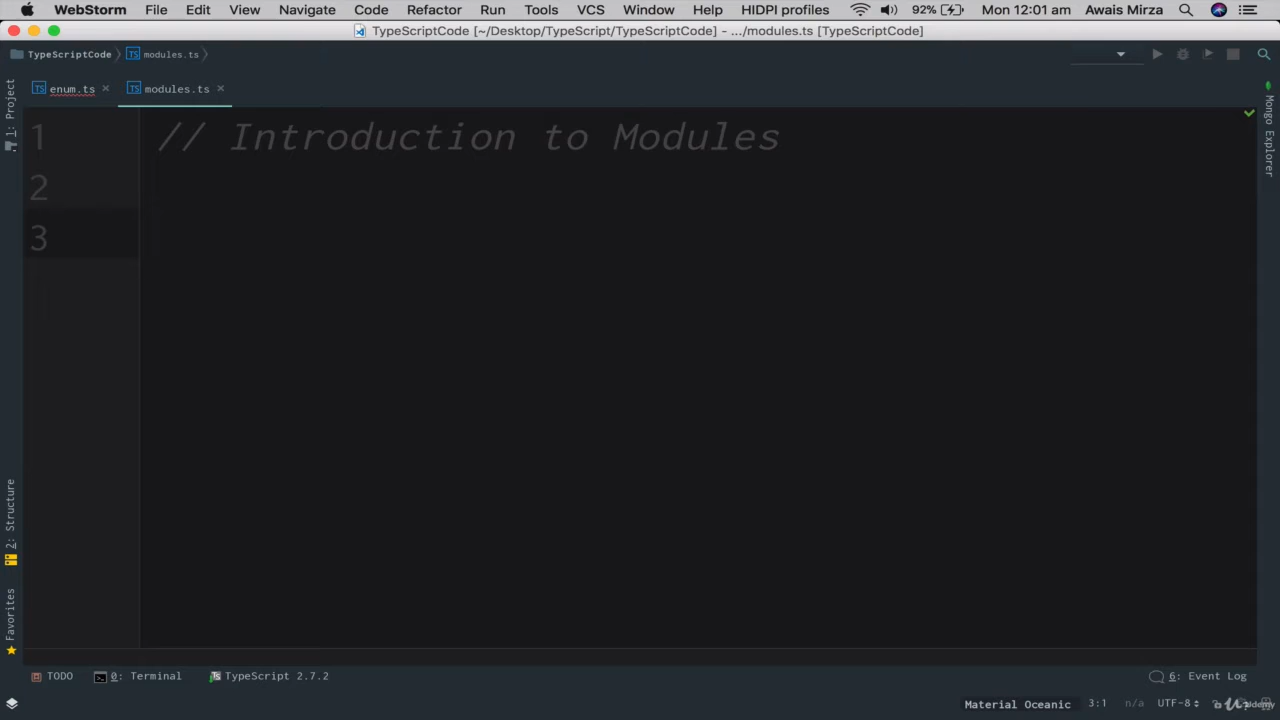 WebStorm File Edit View Navigate Code Refactor Run Tools VCS Window Help HIDPI profiles 92% Mon 12:01 am Awais Mirza
TypeScriptCode [~/Desktop/TypeScript/TypeScriptCode] - .../modules.ts [TypeScriptCode]
TypeScriptCode modules.ts
enum.ts modules.ts
1: Project
Mongo Explorer
1 // Introduction to Modules
2
3
2: Structure
Favorites
TODO 0: Terminal TypeScript 2.7.2 6: Event Log
Material Oceanic 3:1 n/a UTF-8 Udemy